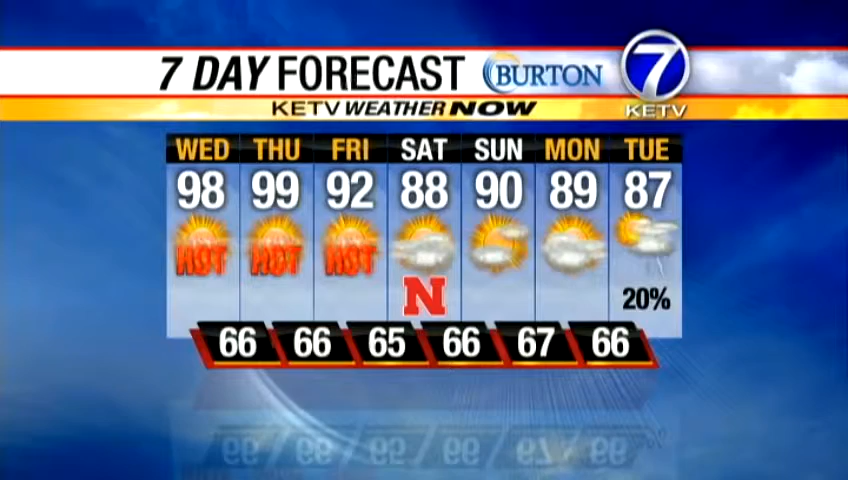 7 DAY FORECAST BURTON 7
KETV WEATHER NOW KETV
WED THU FRI SAT SUN MON TUE
98 99 92 88 90 89 87
HOT HOT HOT
N 20%
66 66 65 66 67 66